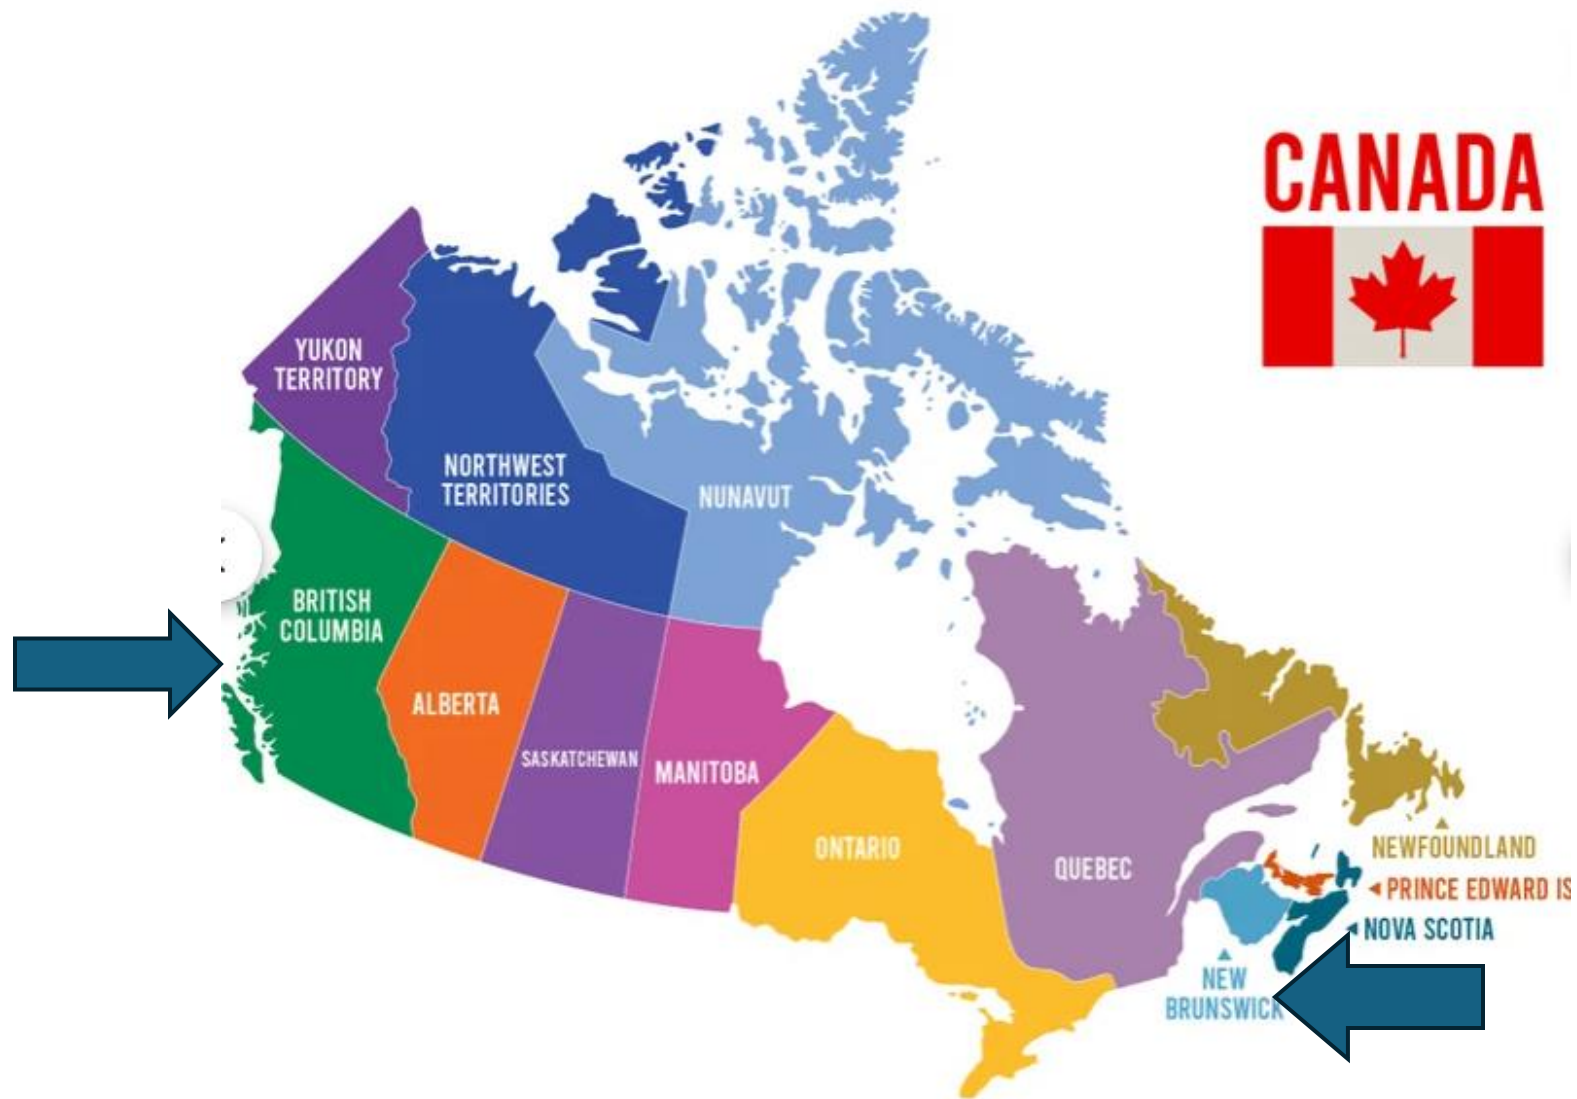 CANADA
YUKON
TERRITORY
NORTHWEST
TERRITORIES
NUNAVUT
BRITISH
COLUMBIA
ALBERTA
SASKATCHEWAN
MANITOBA
ONTARIO
QUEBEC
NEWFOUNDLAND
PRINCE EDWARD IS
NOVA SCOTIA
NEW
BRUNSWICK